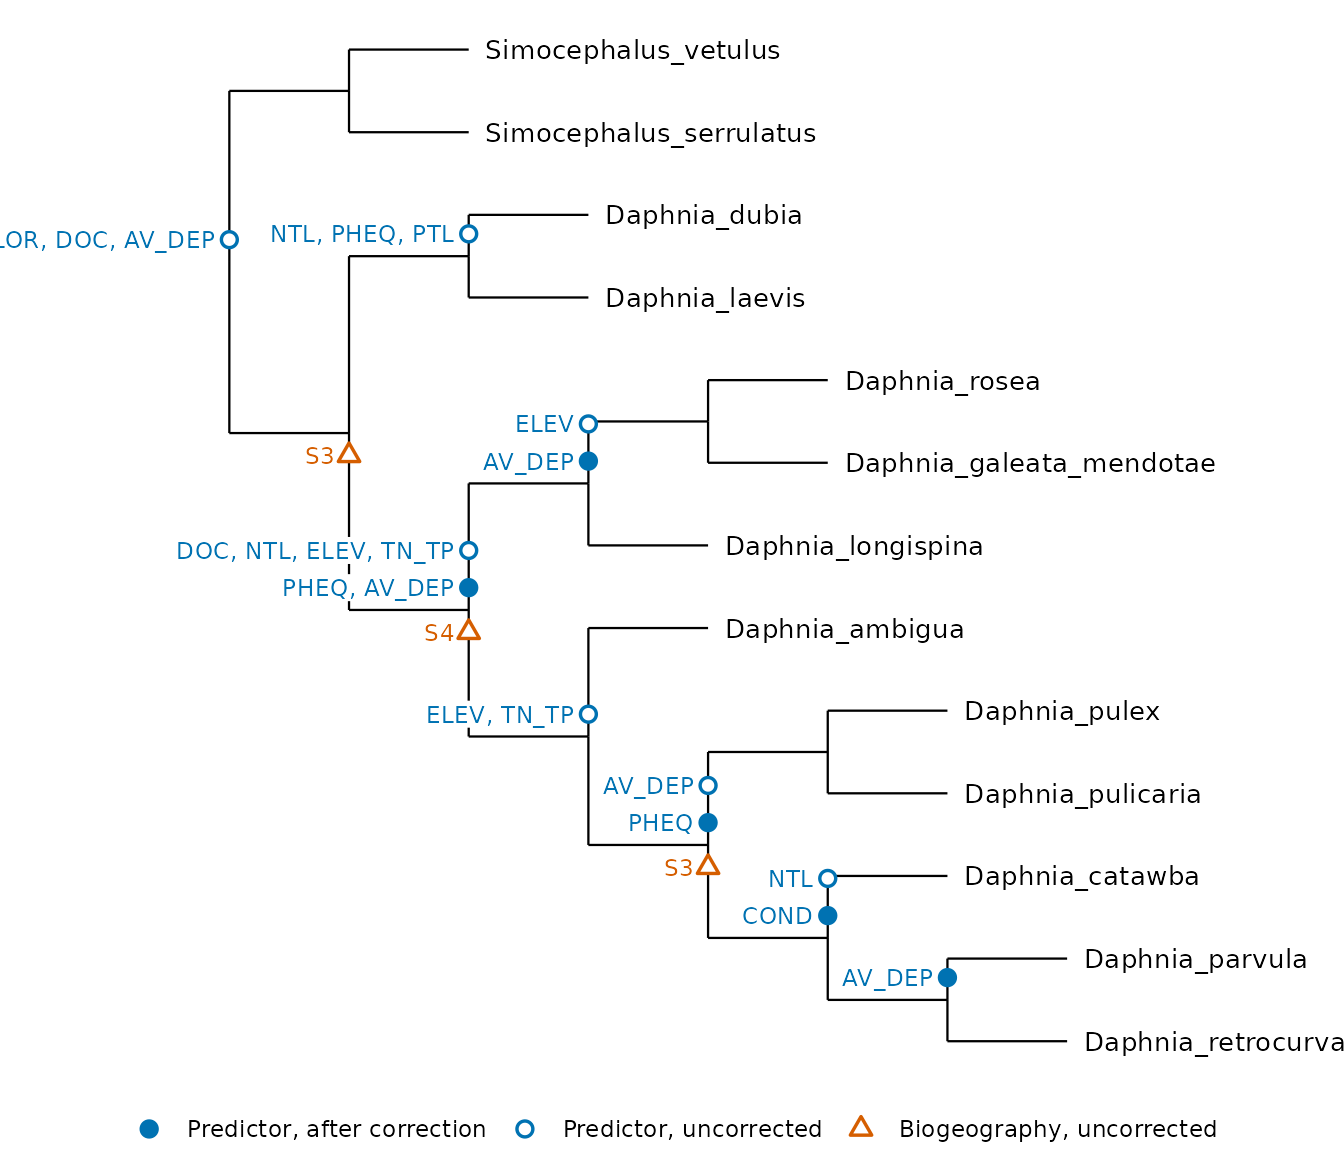 Simocephalus_vetulus
Simocephalus_serrulatus
Daphnia_dubia
NTL, PHEQ, PTL
LOR, DOC, AV_DEP
Daphnia_laevis
Daphnia_rosea
ELEV
S3
AV_DEP
Daphnia_galeata_mendotae
Daphnia_longispina
DOC, NTL, ELEV, TN_TP
PHEQ, AV_DEP
S4
Daphnia_ambigua
ELEV, TN_TP
Daphnia_pulex
AV_DEP
Daphnia_pulicaria
PHEQ
S3
NTL
Daphnia_catawba
COND
Daphnia_parvula
AV_DEP
Daphnia_retrocurva
Predictor, after correction
Predictor, uncorrected
Biogeography, uncorrected